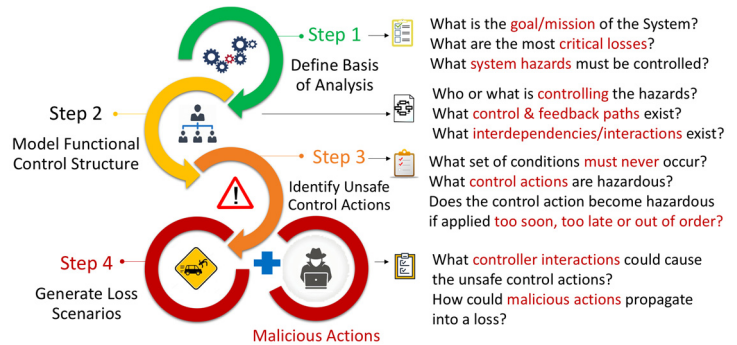 Step 1
Define Basis
of Analysis
What is the goal/mission of the System?
What are the most critical losses?
What system hazards must be controlled?
Step 2
Model Functional
Control Structure
Who or what is controlling the hazards?
What control & feedback paths exist?
What interdependencies/interactions exist?
Step 3
Identify Unsafe
Control Actions
What set of conditions must never occur?
What control actions are hazardous?
Does the control action become hazardous
if applied too soon, too late or out of order?
Step 4
Generate Loss
Scenarios
Malicious Actions
What controller interactions could cause
the unsafe control actions?
How could malicious actions propagate
into a loss?